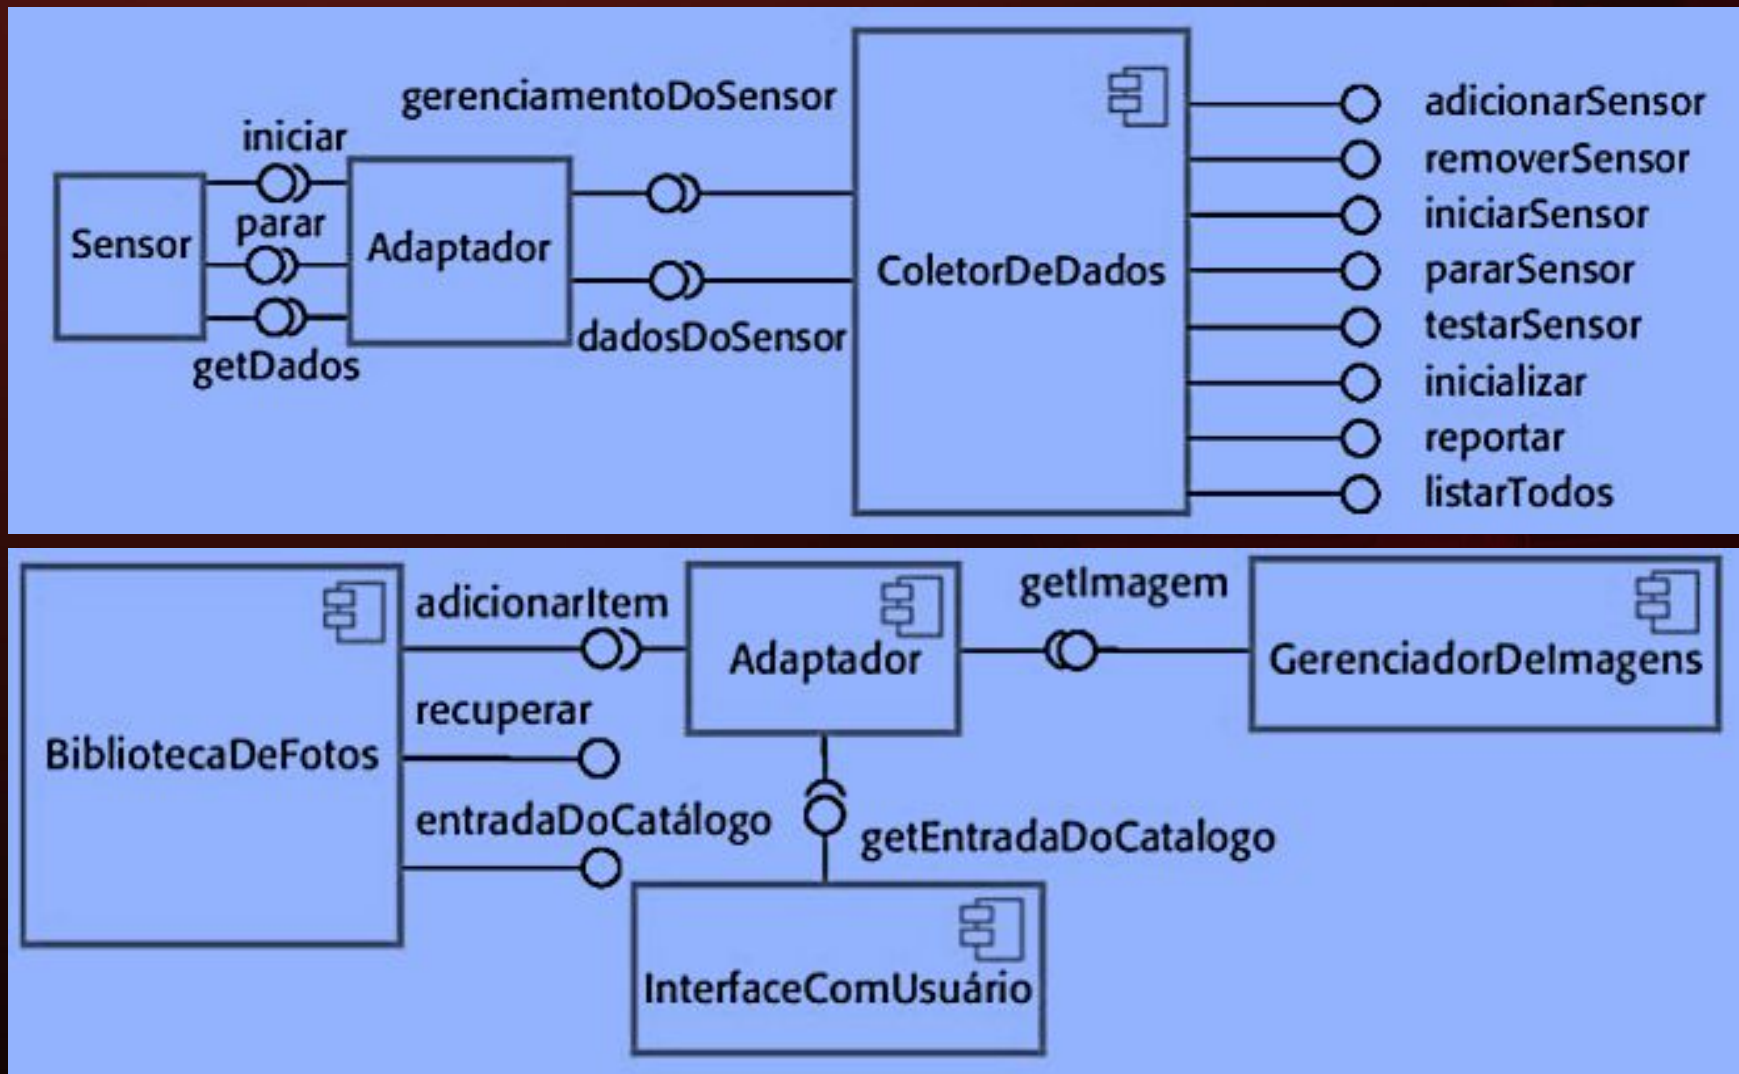 gerenciamentoDoSensor
iniciar
parar
Sensor
Adaptador
getDados
dadosDoSensor
ColetorDeDados
adicionarSensor
removerSensor
iniciarSensor
pararSensor
testarSensor
inicializar
reportar
listarTodos
adicionarItem
recuperar
BibliotecaDeFotos
entradaDoCatálogo
Adaptador
getImagem
GerenciadorDeImagens
getEntradaDoCatalogo
InterfaceComUsuário